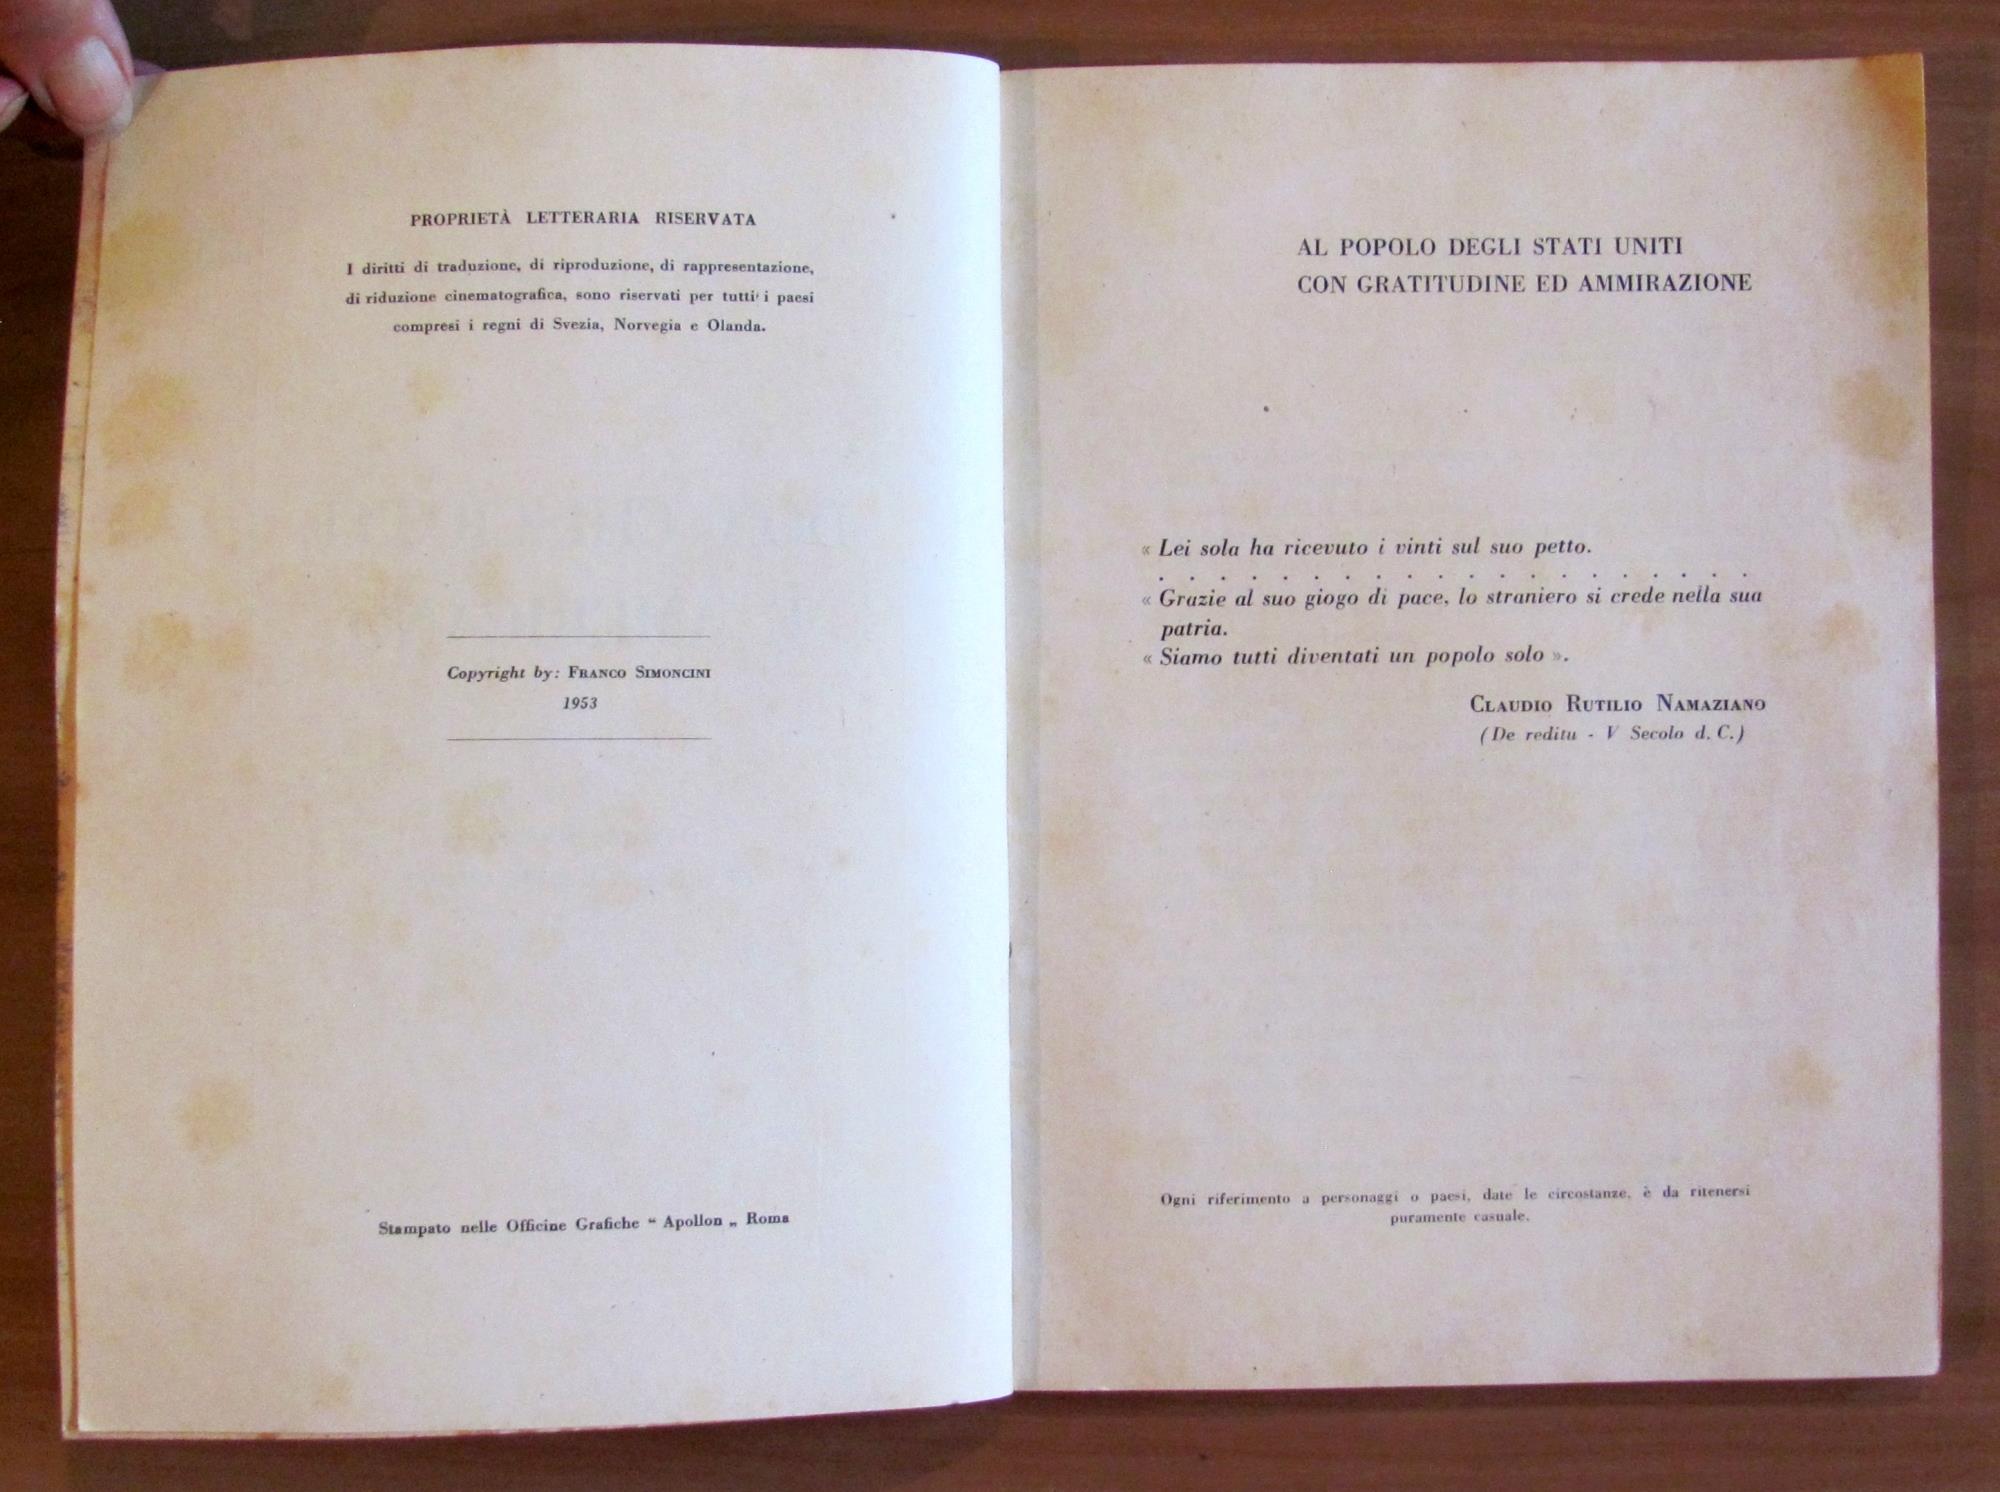 PROPRIETÀ LETTERARIA RISERVATA
I diritti di traduzione, di riproduzione, di rappresentazione,
di riduzione cinematografica, sono riservati per tutti i paesi
compresi i regni di Svezia, Norvegia e Olanda.
Copyright by: FRANCO SIMONCINI
1953
Stampato nelle Officine Grafiche “ Apollon „ Roma
AL POPOLO DEGLI STATI UNITI
CON GRATITUDINE ED AMMIRAZIONE
« Lei sola ha ricevuto i vinti sul suo petto.
. . . . . . . . . . . . . . . . . . . .
« Grazie al suo giogo di pace, lo straniero si crede nella sua
patria.
« Siamo tutti diventati un popolo solo ».
CLAUDIO RUTILIO NAMAZIANO
(De reditu - V Secolo d. C.)
Ogni riferimento a personaggi o paesi, date le circostanze, è da ritenersi
puramente casuale.